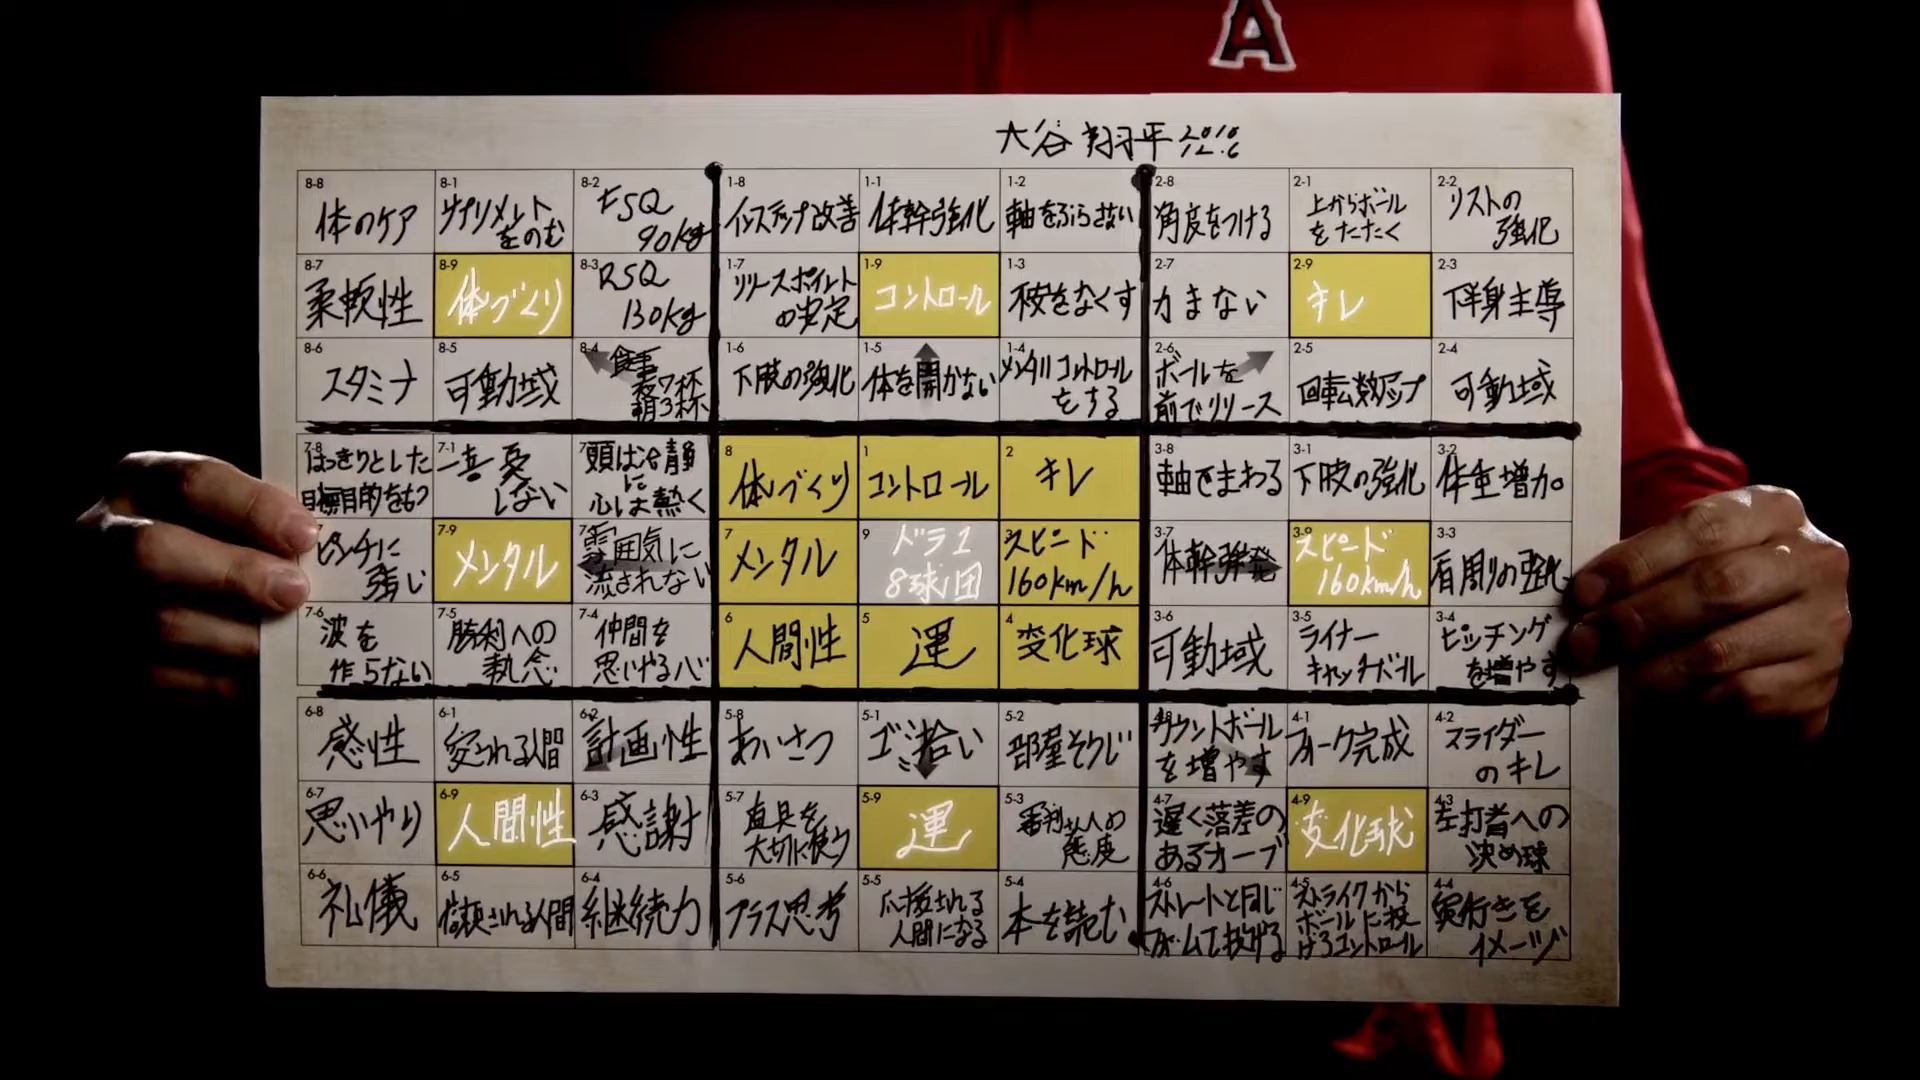 A
大谷 翔平 2010 12.6
8-8 体のケア
8-1 サプリメントをのむ
8-2 FSQ 90kg
1-8 インステップ改善
1-1 体幹強化
1-2 軸をぶらさない
2-8 角度をつける
2-1 上からボールをたたく
2-2 リストの強化
8-7 柔軟性
8-9 体づくり
8-3 RSQ 130kg
1-7 リリースポイントの安定
1-9 コントロール
1-3 不安をなくす
2-7 力まない
2-9 キレ
2-3 下半身主導
8-6 スタミナ
8-5 可動域
8-4 食事 夜7杯 朝3杯
1-6 下肢の強化
1-5 体を開かない
1-4 メンタルコントロールをする
2-6 ボールを前でリリース
2-5 回転数アップ
2-4 可動域
7-8 はっきりとした目標目的をもつ
7-1 一喜一憂しない
頭は冷静に心は熱く
8 体づくり
1 コントロール
2 キレ
3-8 軸でまわる
3-1 下肢の強化
3-2 体重増加
ピンチに強い
7-9 メンタル
雰囲気に流されない
7 メンタル
9 ドラ1 8球団
3 スピード 160km/h
3-7 体幹強化
3-9 スピード 160km/h
3-3 肩周りの強化
7-6 波を作らない
7-5 勝利への執念
7-4 仲間を思いやる心
6 人間性
5 運
4 変化球
3-6 可動域
3-5 ライナーキャッチボール
3-4 ピッチングを増やす
6-8 感性
6-1 愛される人間
6-2 計画性
5-8 あいさつ
5-1 ゴミ拾い
5-2 部屋そうじ
カウントボールを増やす
4-1 フォーク完成
4-2 スライダーのキレ
6-7 思いやり
6-9 人間性
6-3 感謝
5-7 道具を大切に使う
5-9 運
5-3 審判さんへの態度
4-7 遅く落差のあるカーブ
4-9 変化球
4-3 左打者への決め球
6-6 礼儀
6-5 信頼される人間
6-4 継続力
5-6 プラス思考
5-5 応援される人間になる
5-4 本を読む
4-6 ストレートと同じフォームで投げる
4-5 ストライクからボールに投げるコントロール
4-4 奥行きをイメージ